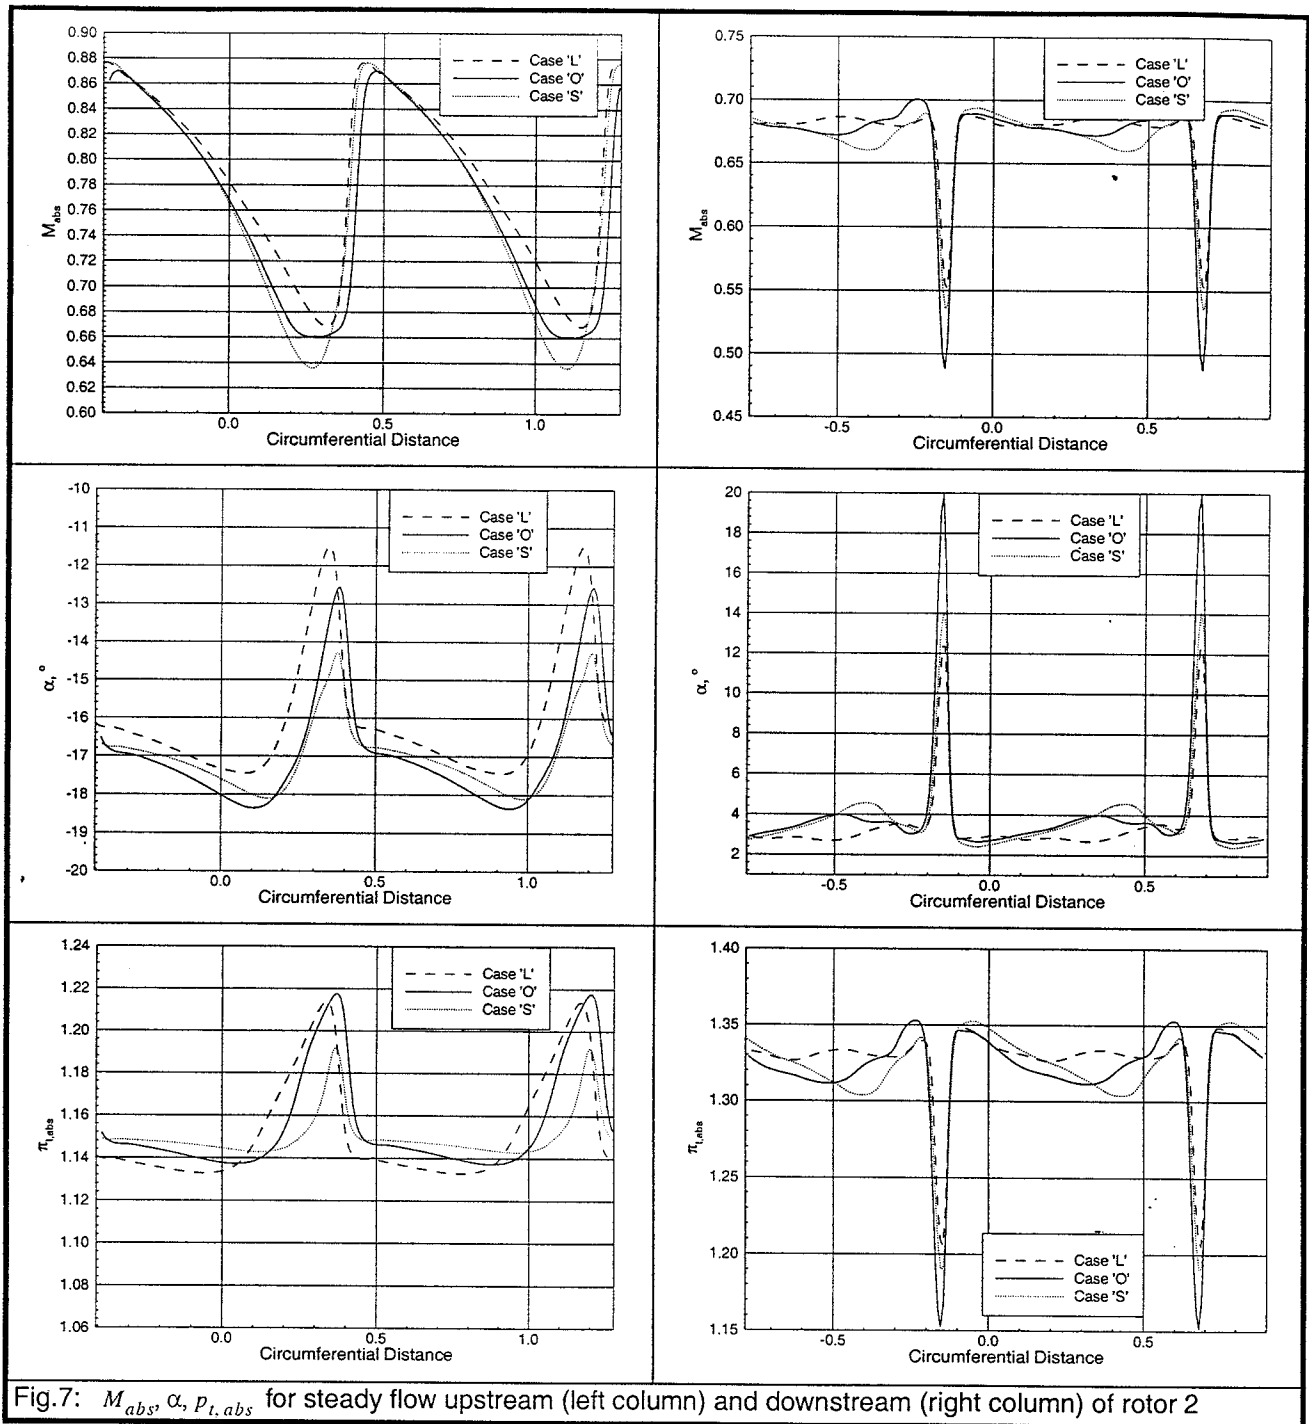 0.90
0.88
0.86
0.84
0.82
0.80
0.78
0.76
0.74
0.72
0.70
0.68
0.66
0.64
0.62
0.60
M_abs
Case 'L'
Case 'O'
Case 'S'
0.0 0.5 1.0
Circumferential Distance
0.75
0.70
0.65
0.60
0.55
0.50
0.45
M_abs
Case 'L'
Case 'O'
Case 'S'
-0.5 0.0 0.5
Circumferential Distance
-10
-11
-12
-13
-14
-15
-16
-17
-18
-19
-20
α,°
Case 'L'
Case 'O'
Case 'S'
0.0 0.5 1.0
Circumferential Distance
20
18
16
14
12
10
8
6
4
2
α,°
Case 'L'
Case 'O'
Case 'S'
-0.5 0.0 0.5
Circumferential Distance
1.24
1.22
1.20
1.18
1.16
1.14
1.12
1.10
1.08
1.06
π_t,abs
Case 'L'
Case 'O'
Case 'S'
0.0 0.5 1.0
Circumferential Distance
1.40
1.35
1.30
1.25
1.20
1.15
π_t,abs
Case 'L'
Case 'O'
Case 'S'
-0.5 0.0 0.5
Circumferential Distance
Fig.7: M_abs, α, p_t, abs for steady flow upstream (left column) and downstream (right column) of rotor 2